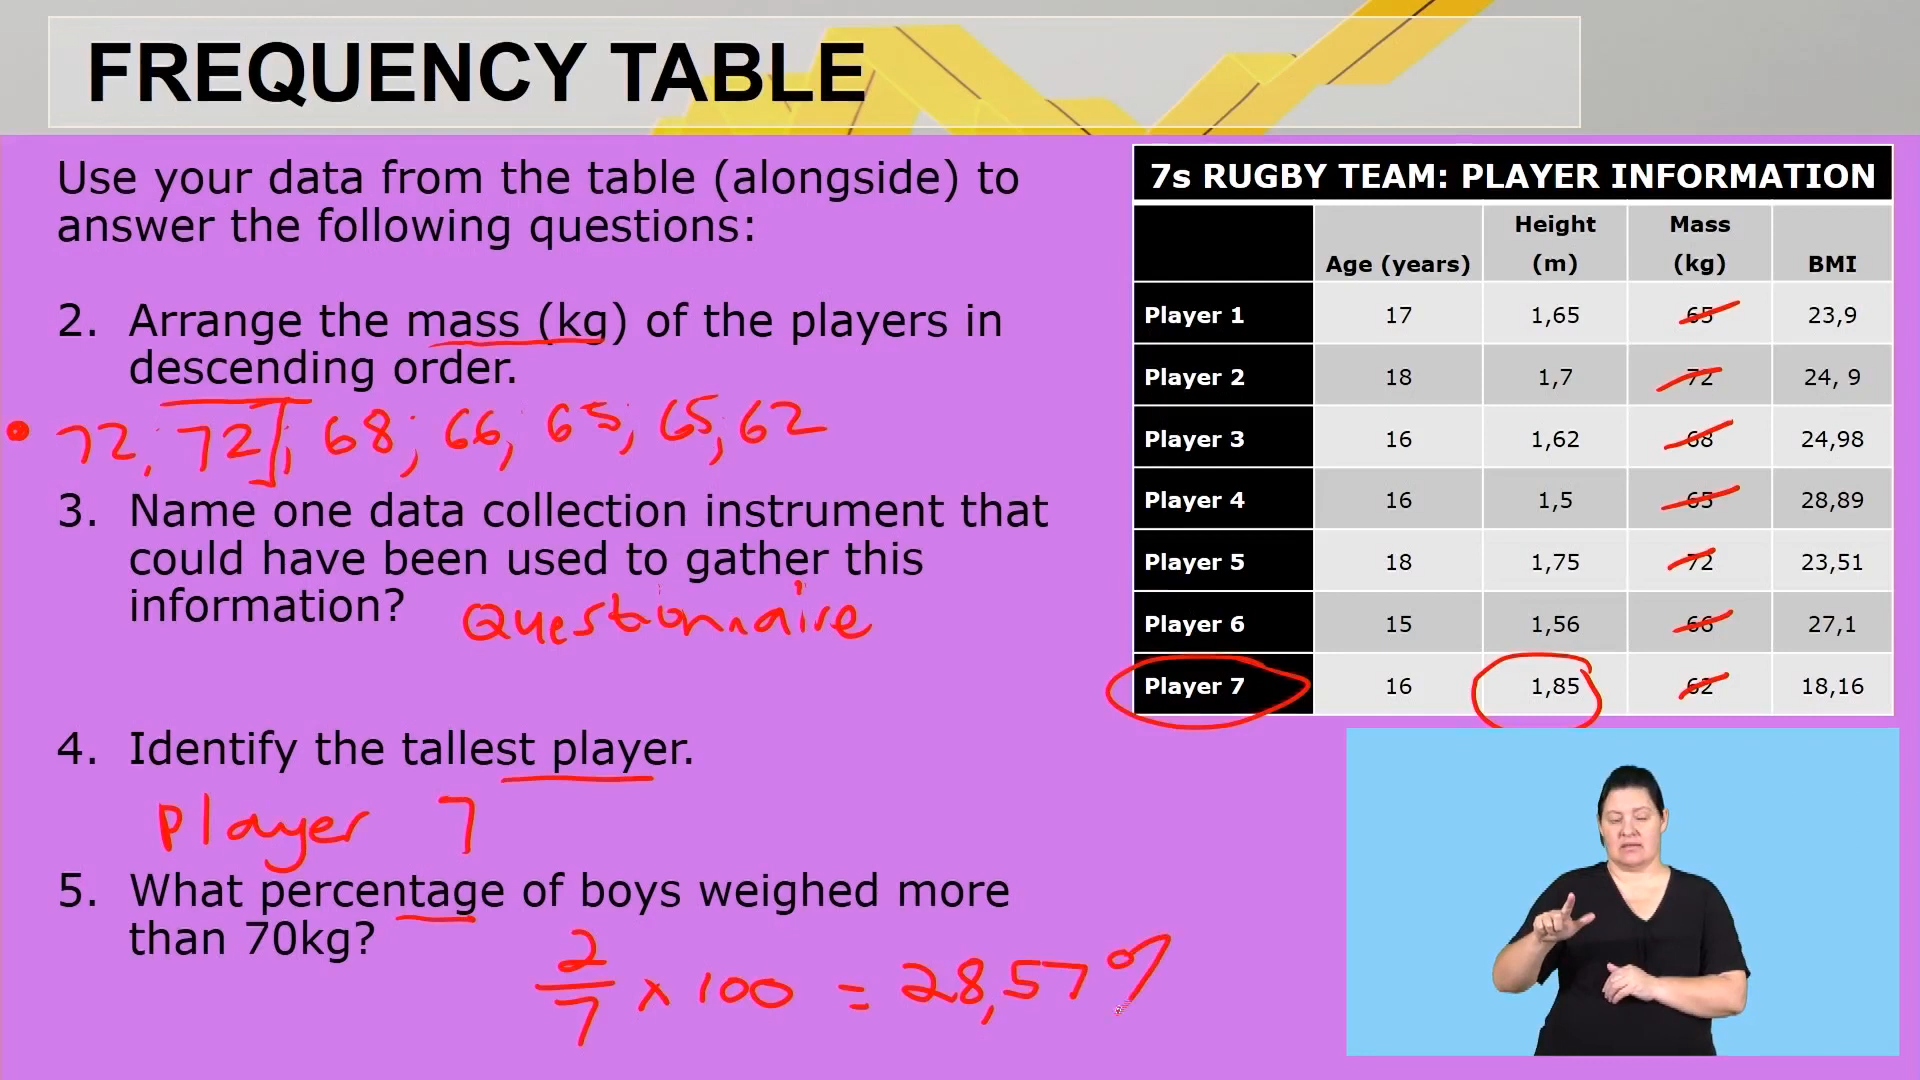 FREQUENCY TABLE
Use your data from the table (alongside) to
answer the following questions:
2. Arrange the mass (kg) of the players in
descending order.
72; 72; 68; 66; 65; 65; 62
3. Name one data collection instrument that
could have been used to gather this
information? Questionnaire
4. Identify the tallest player.
Player 7
5. What percentage of boys weighed more
than 70kg?
2/7 × 100 = 28,57%
7s RUGBY TEAM: PLAYER INFORMATION
Age (years) Height (m) Mass (kg) BMI
Player 1 17 1,65 65 23,9
Player 2 18 1,7 72 24, 9
Player 3 16 1,62 68 24,98
Player 4 16 1,5 65 28,89
Player 5 18 1,75 72 23,51
Player 6 15 1,56 66 27,1
Player 7 16 1,85 62 18,16